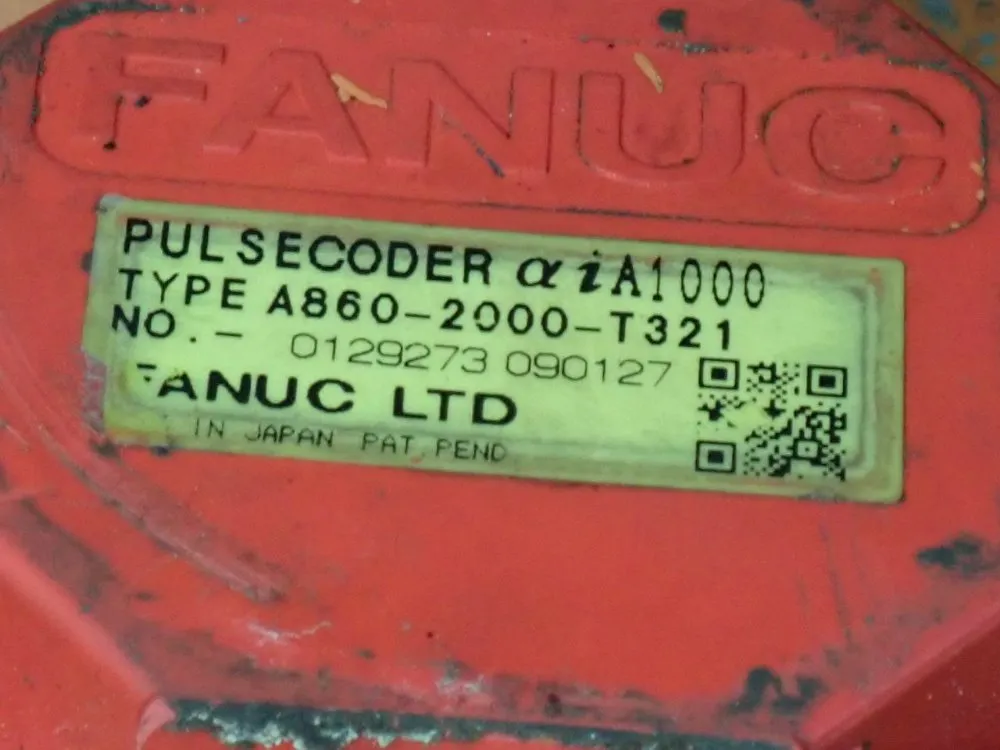 FANUC
PULSECODER αiA1000
TYPE A860-2000-T321
NO.- 0129273 090127
FANUC LTD
IN JAPAN PAT. PEND